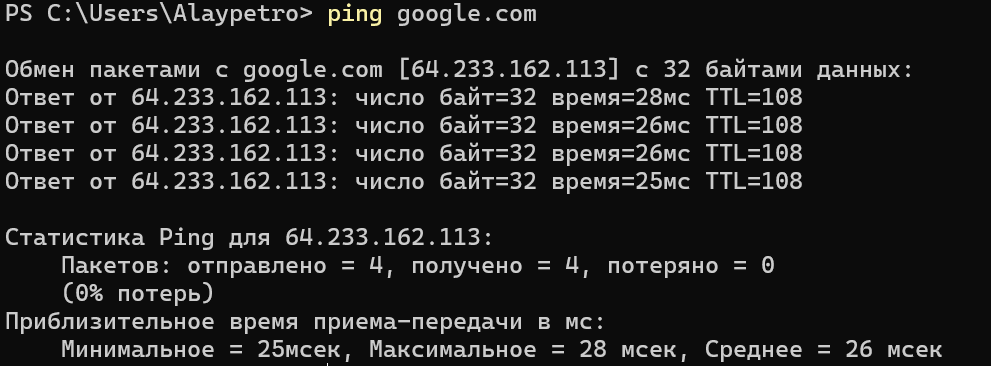 PS C:\Users\Alaypetro> ping google.com
Обмен пакетами с google.com [64.233.162.113] с 32 байтами данных:
Ответ от 64.233.162.113: число байт=32 время=28мс TTL=108
Ответ от 64.233.162.113: число байт=32 время=26мс TTL=108
Ответ от 64.233.162.113: число байт=32 время=26мс TTL=108
Ответ от 64.233.162.113: число байт=32 время=25мс TTL=108
Статистика Ping для 64.233.162.113:
    Пакетов: отправлено = 4, получено = 4, потеряно = 0
    (0% потерь)
Приблизительное время приема-передачи в мс:
    Минимальное = 25мсек, Максимальное = 28 мсек, Среднее = 26 мсек